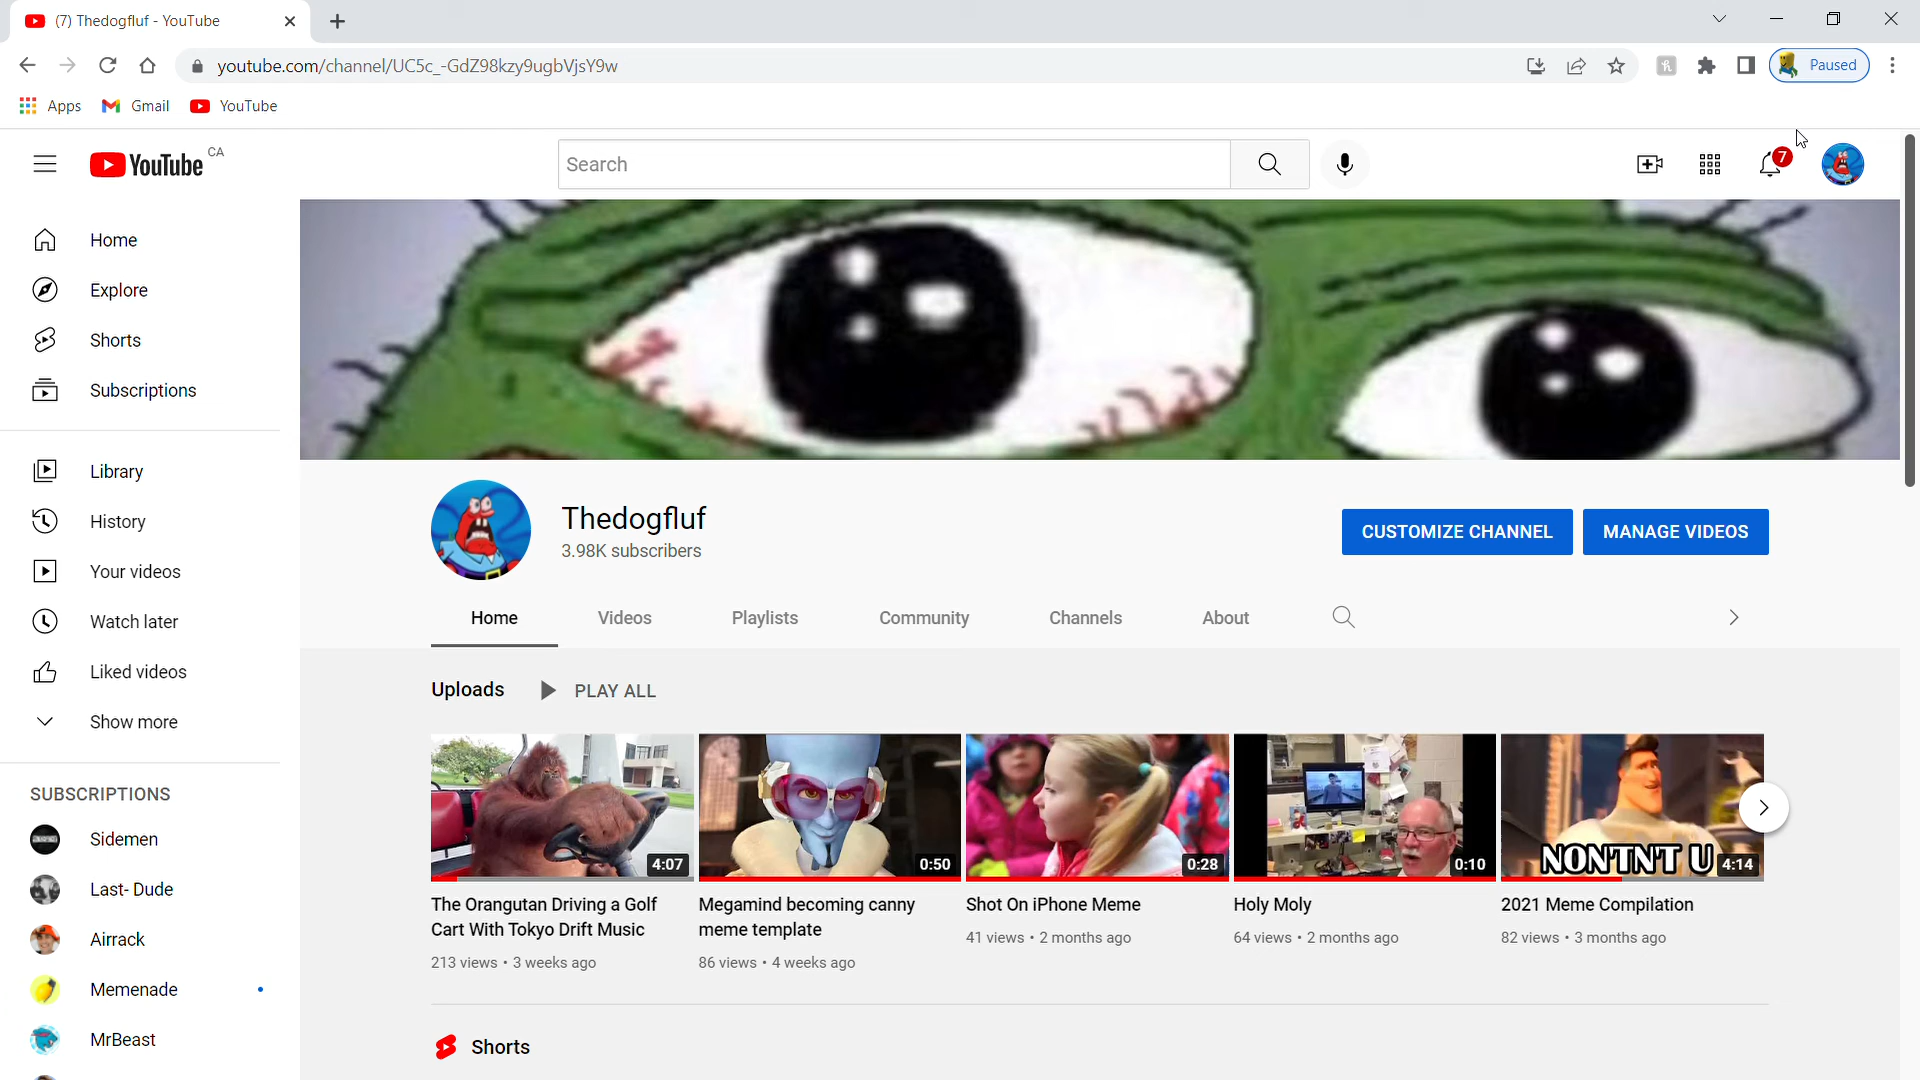 (7) Thedogfluf - YouTube
youtube.com/channel/UC5c_-GdZ98kzy9ugbVjsY9w
Paused
Apps
Gmail
YouTube
YouTube CA
Search
7
Home
Explore
Shorts
Subscriptions
Library
History
Your videos
Watch later
Liked videos
Show more
SUBSCRIPTIONS
Sidemen
Last- Dude
Airrack
Memenade
MrBeast
Thedogfluf
3.98K subscribers
CUSTOMIZE CHANNEL
MANAGE VIDEOS
Home
Videos
Playlists
Community
Channels
About
Uploads
PLAY ALL
4:07
The Orangutan Driving a Golf
Cart With Tokyo Drift Music
213 views • 3 weeks ago
0:50
Megamind becoming canny
meme template
86 views • 4 weeks ago
0:28
Shot On iPhone Meme
41 views • 2 months ago
0:10
Holy Moly
64 views • 2 months ago
NON'TN'T U
4:14
2021 Meme Compilation
82 views • 3 months ago
Shorts